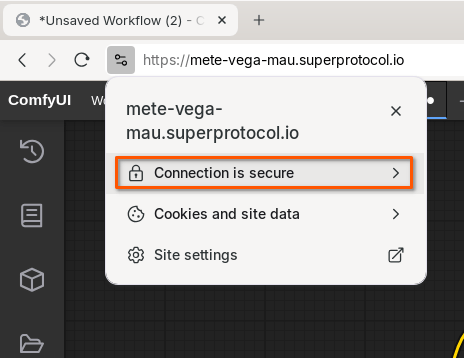 *Unsaved Workflow (2) - C
https://mete-vega-mau.superprotocol.io
ComfyUI
mete-vega-
mau.superprotocol.io
Connection is secure
Cookies and site data
Site settings